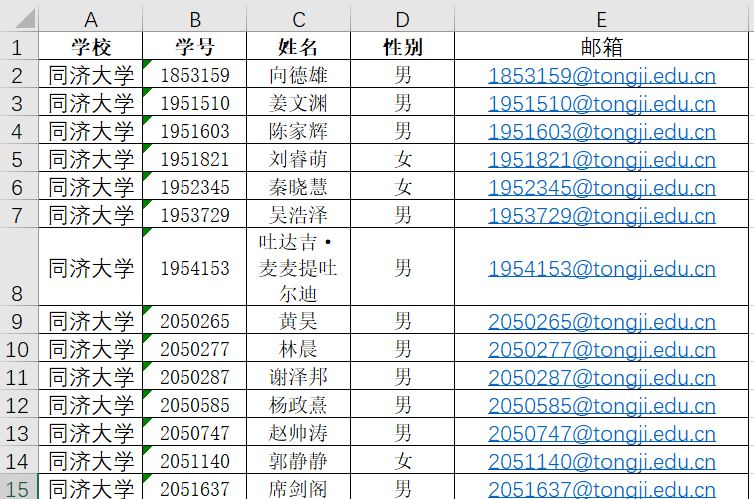 A B C D E
1 学校 学号 姓名 性别 邮箱
2 同济大学 1853159 向德雄 男 1853159@tongji.edu.cn
3 同济大学 1951510 姜文渊 男 1951510@tongji.edu.cn
4 同济大学 1951603 陈家辉 男 1951603@tongji.edu.cn
5 同济大学 1951821 刘睿萌 女 1951821@tongji.edu.cn
6 同济大学 1952345 秦晓慧 女 1952345@tongji.edu.cn
7 同济大学 1953729 吴浩泽 男 1953729@tongji.edu.cn
8 同济大学 1954153 吐达吉·麦麦提吐尔迪 男 1954153@tongji.edu.cn
9 同济大学 2050265 黄昊 男 2050265@tongji.edu.cn
10 同济大学 2050277 林晨 男 2050277@tongji.edu.cn
11 同济大学 2050287 谢泽邦 男 2050287@tongji.edu.cn
12 同济大学 2050585 杨政熹 男 2050585@tongji.edu.cn
13 同济大学 2050747 赵帅涛 男 2050747@tongji.edu.cn
14 同济大学 2051140 郭静静 女 2051140@tongji.edu.cn
15 同济大学 2051637 席剑阁 男 2051637@tongji.edu.cn